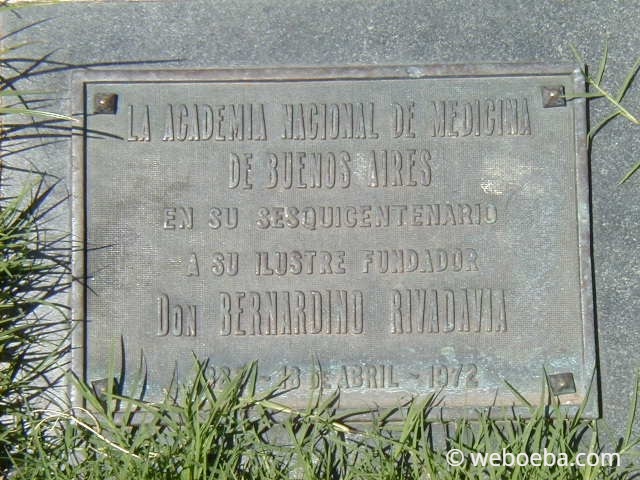 LA ACADEMIA NACIONAL DE MEDICINA
DE BUENOS AIRES
EN SU SESQUICENTENARIO
A SU ILUSTRE FUNDADOR
DON BERNARDINO RIVADAVIA
- 18 DE ABRIL - 1972
© weboeba.com